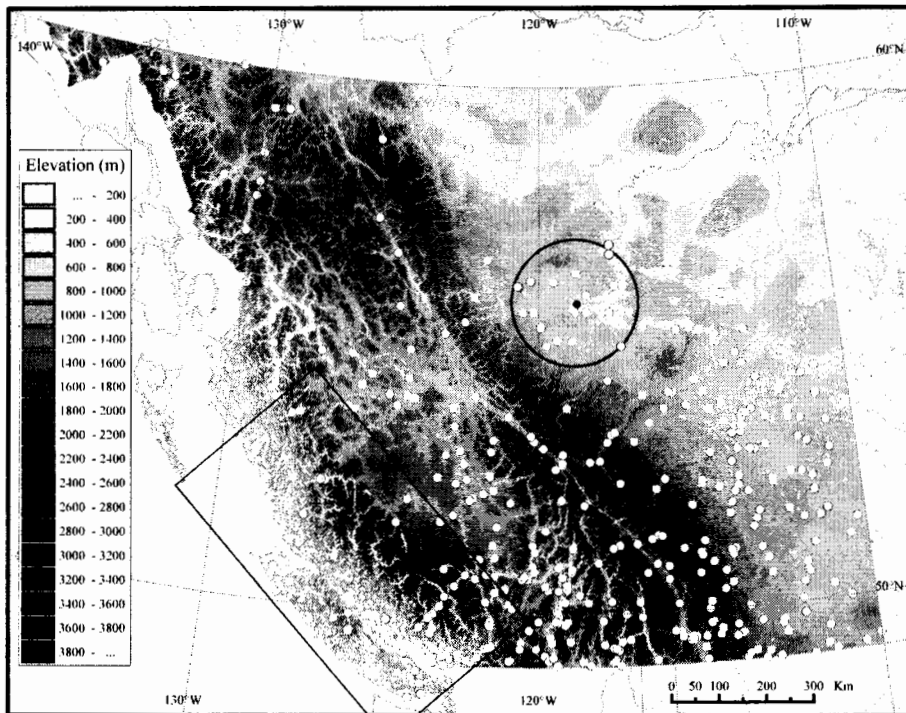 130°W
120°W
110°W
140°W
60°N
Elevation (m)
... - 200
200 - 400
400 - 600
600 - 800
800 - 1000
1000 - 1200
1200 - 1400
1400 - 1600
1600 - 1800
1800 - 2000
2000 - 2200
2200 - 2400
2400 - 2600
2600 - 2800
2800 - 3000
3000 - 3200
3200 - 3400
3400 - 3600
3600 - 3800
3800 - ...
50°N
130°W
120°W
0 50 100 200 300 Km